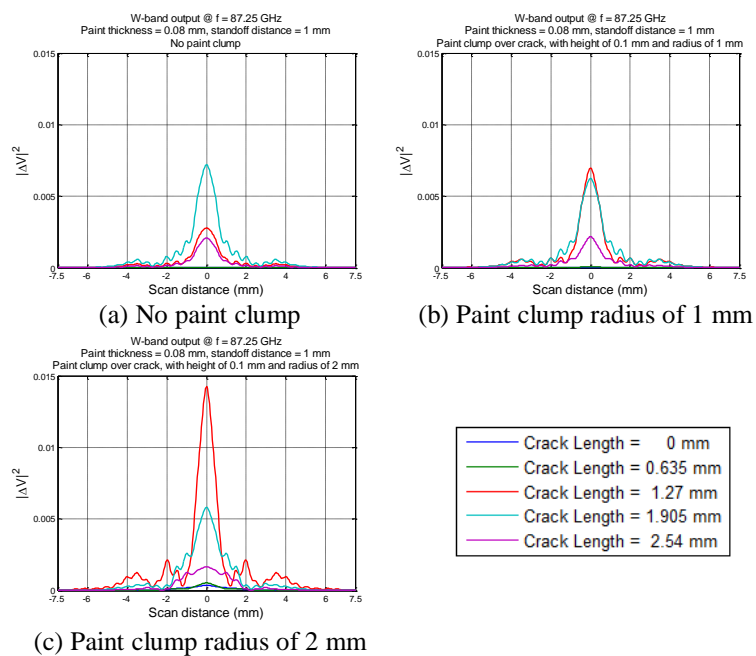 W-band output @ f = 87.25 GHz
Paint thickness = 0.08 mm, standoff distance = 1 mm
No paint clump
0.015
0.01
0.005
0
|ΔV|²
-7.5 -6 -4 -2 0 2 4 6 7.5
Scan distance (mm)
(a) No paint clump
W-band output @ f = 87.25 GHz
Paint thickness = 0.08 mm, standoff distance = 1 mm
Paint clump over crack, with height of 0.1 mm and radius of 1 mm
0.015
0.01
0.005
0
|ΔV|²
-7.5 -6 -4 -2 0 2 4 6 7.5
Scan distance (mm)
(b) Paint clump radius of 1 mm
W-band output @ f = 87.25 GHz
Paint thickness = 0.08 mm, standoff distance = 1 mm
Paint clump over crack, with height of 0.1 mm and radius of 2 mm
0.015
0.01
0.005
0
|ΔV|²
-7.5 -6 -4 -2 0 2 4 6 7.5
Scan distance (mm)
(c) Paint clump radius of 2 mm
Crack Length = 0 mm
Crack Length = 0.635 mm
Crack Length = 1.27 mm
Crack Length = 1.905 mm
Crack Length = 2.54 mm